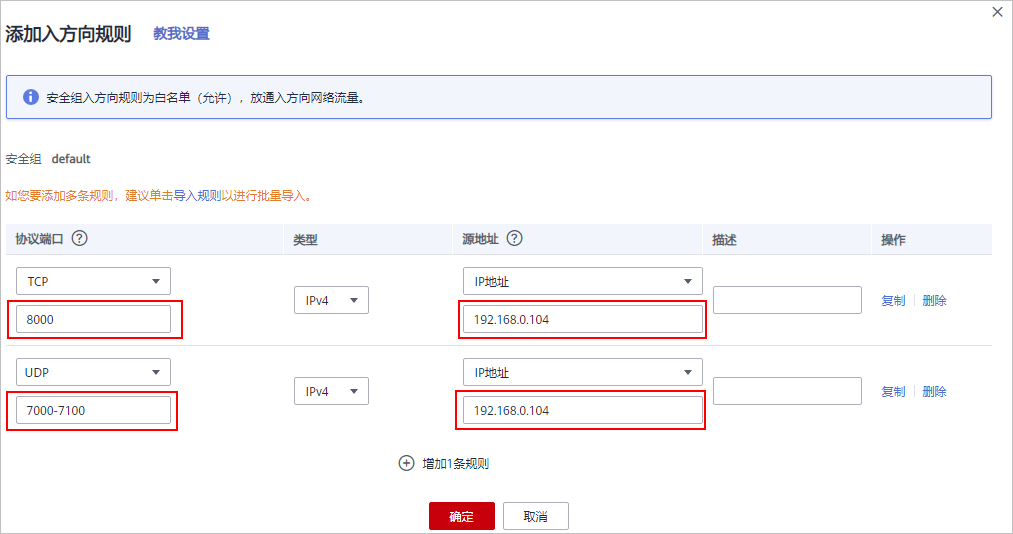 添加入方向规则 教我设置
安全组入方向规则为白名单（允许），放通入方向网络流量。
安全组 default
如您要添加多条规则，建议单击导入规则以进行批量导入。
协议端口 类型 源地址 描述 操作
TCP IP地址
IPv4 复制 删除
8000 192.168.0.104
UDP IP地址
IPv4 复制 删除
7000-7100 192.168.0.104
增加1条规则
确定 取消